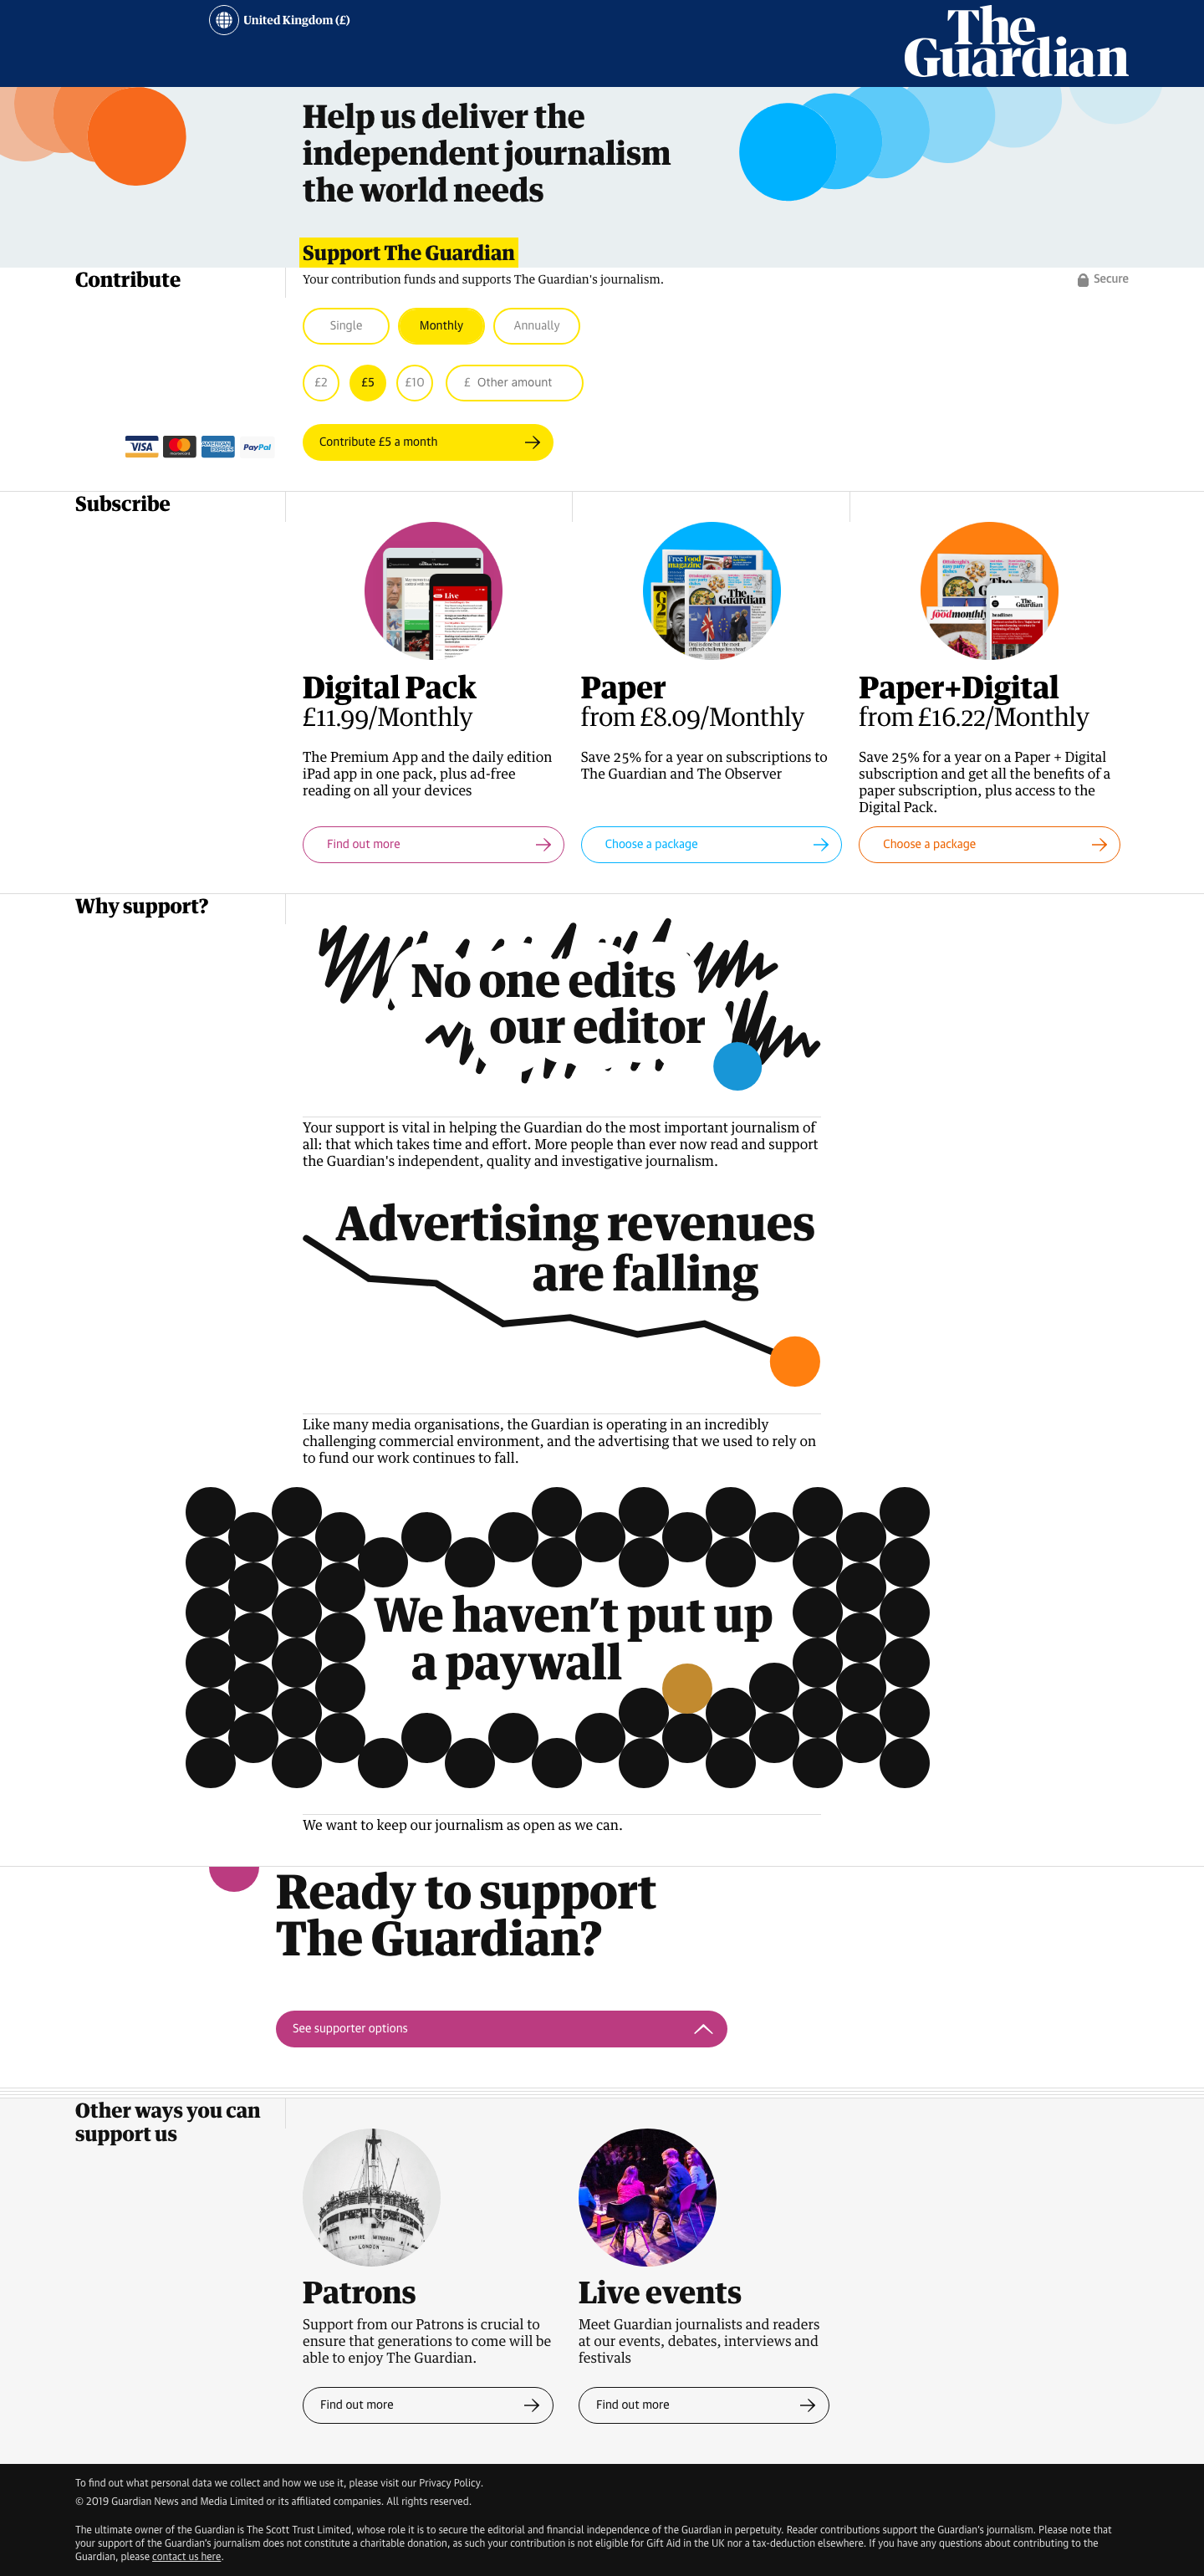 United Kingdom (£)
The
Guardian
Help us deliver the
independent journalism
the world needs
Support The Guardian
Contribute
Your contribution funds and supports The Guardian's journalism.
Secure
Single
Monthly
Annually
£2
£5
£10
£ Other amount
VISA
PayPal
Contribute £5 a month
Subscribe
Live
Free Food
magazine
G2
The
Guardian
food monthly
The
Guardian
Digital Pack
£11.99/Monthly
The Premium App and the daily edition
iPad app in one pack, plus ad-free
reading on all your devices
Find out more
Paper
from £8.09/Monthly
Save 25% for a year on subscriptions to
The Guardian and The Observer
Choose a package
Paper+Digital
from £16.22/Monthly
Save 25% for a year on a Paper + Digital
subscription and get all the benefits of a
paper subscription, plus access to the
Digital Pack.
Choose a package
Why support?
No one edits
our editor
Your support is vital in helping the Guardian do the most important journalism of
all: that which takes time and effort. More people than ever now read and support
the Guardian's independent, quality and investigative journalism.
Advertising revenues
are falling
Like many media organisations, the Guardian is operating in an incredibly
challenging commercial environment, and the advertising that we used to rely on
to fund our work continues to fall.
We haven’t put up
a paywall
We want to keep our journalism as open as we can.
Ready to support
The Guardian?
See supporter options
Other ways you can
support us
EMPIRE WINDRUSH
LONDON
Patrons
Support from our Patrons is crucial to
ensure that generations to come will be
able to enjoy The Guardian.
Find out more
Live events
Meet Guardian journalists and readers
at our events, debates, interviews and
festivals
Find out more
To find out what personal data we collect and how we use it, please visit our Privacy Policy.
© 2019 Guardian News and Media Limited or its affiliated companies. All rights reserved.
The ultimate owner of the Guardian is The Scott Trust Limited, whose role it is to secure the editorial and financial independence of the Guardian in perpetuity. Reader contributions support the Guardian's journalism. Please note that
your support of the Guardian's journalism does not constitute a charitable donation, as such your contribution is not eligible for Gift Aid in the UK nor a tax-deduction elsewhere. If you have any questions about contributing to the
Guardian, please contact us here.